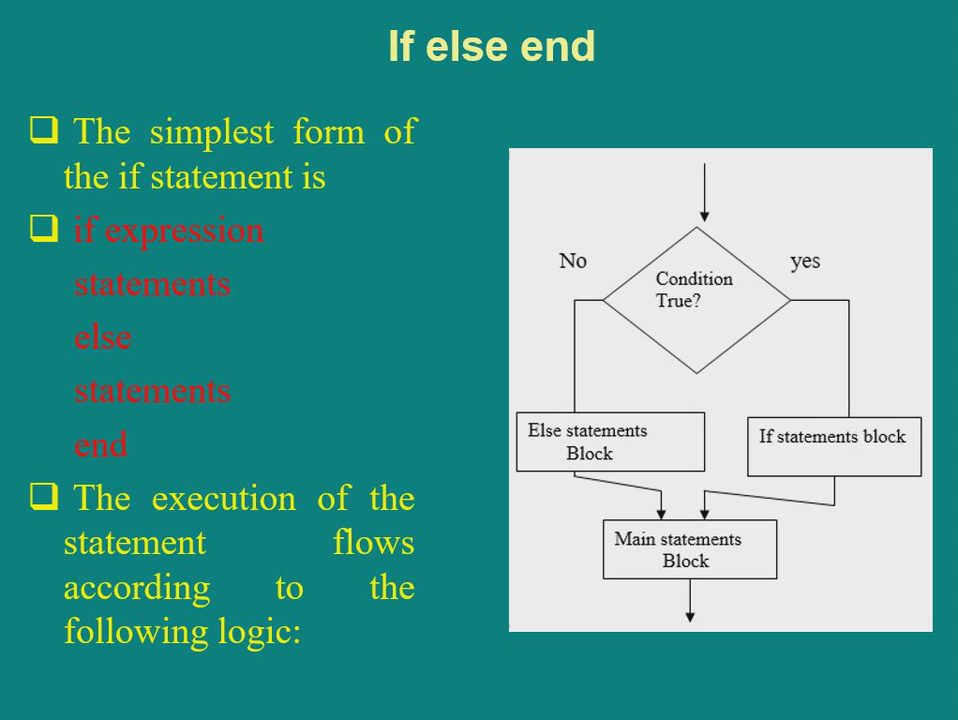 If else end
The simplest form of
the if statement is
if expression
statements
else
statements
end
The execution of the
statement flows
according to the
following logic:
No
yes
Condition
True?
Else statements
Block
If statements block
Main statements
Block